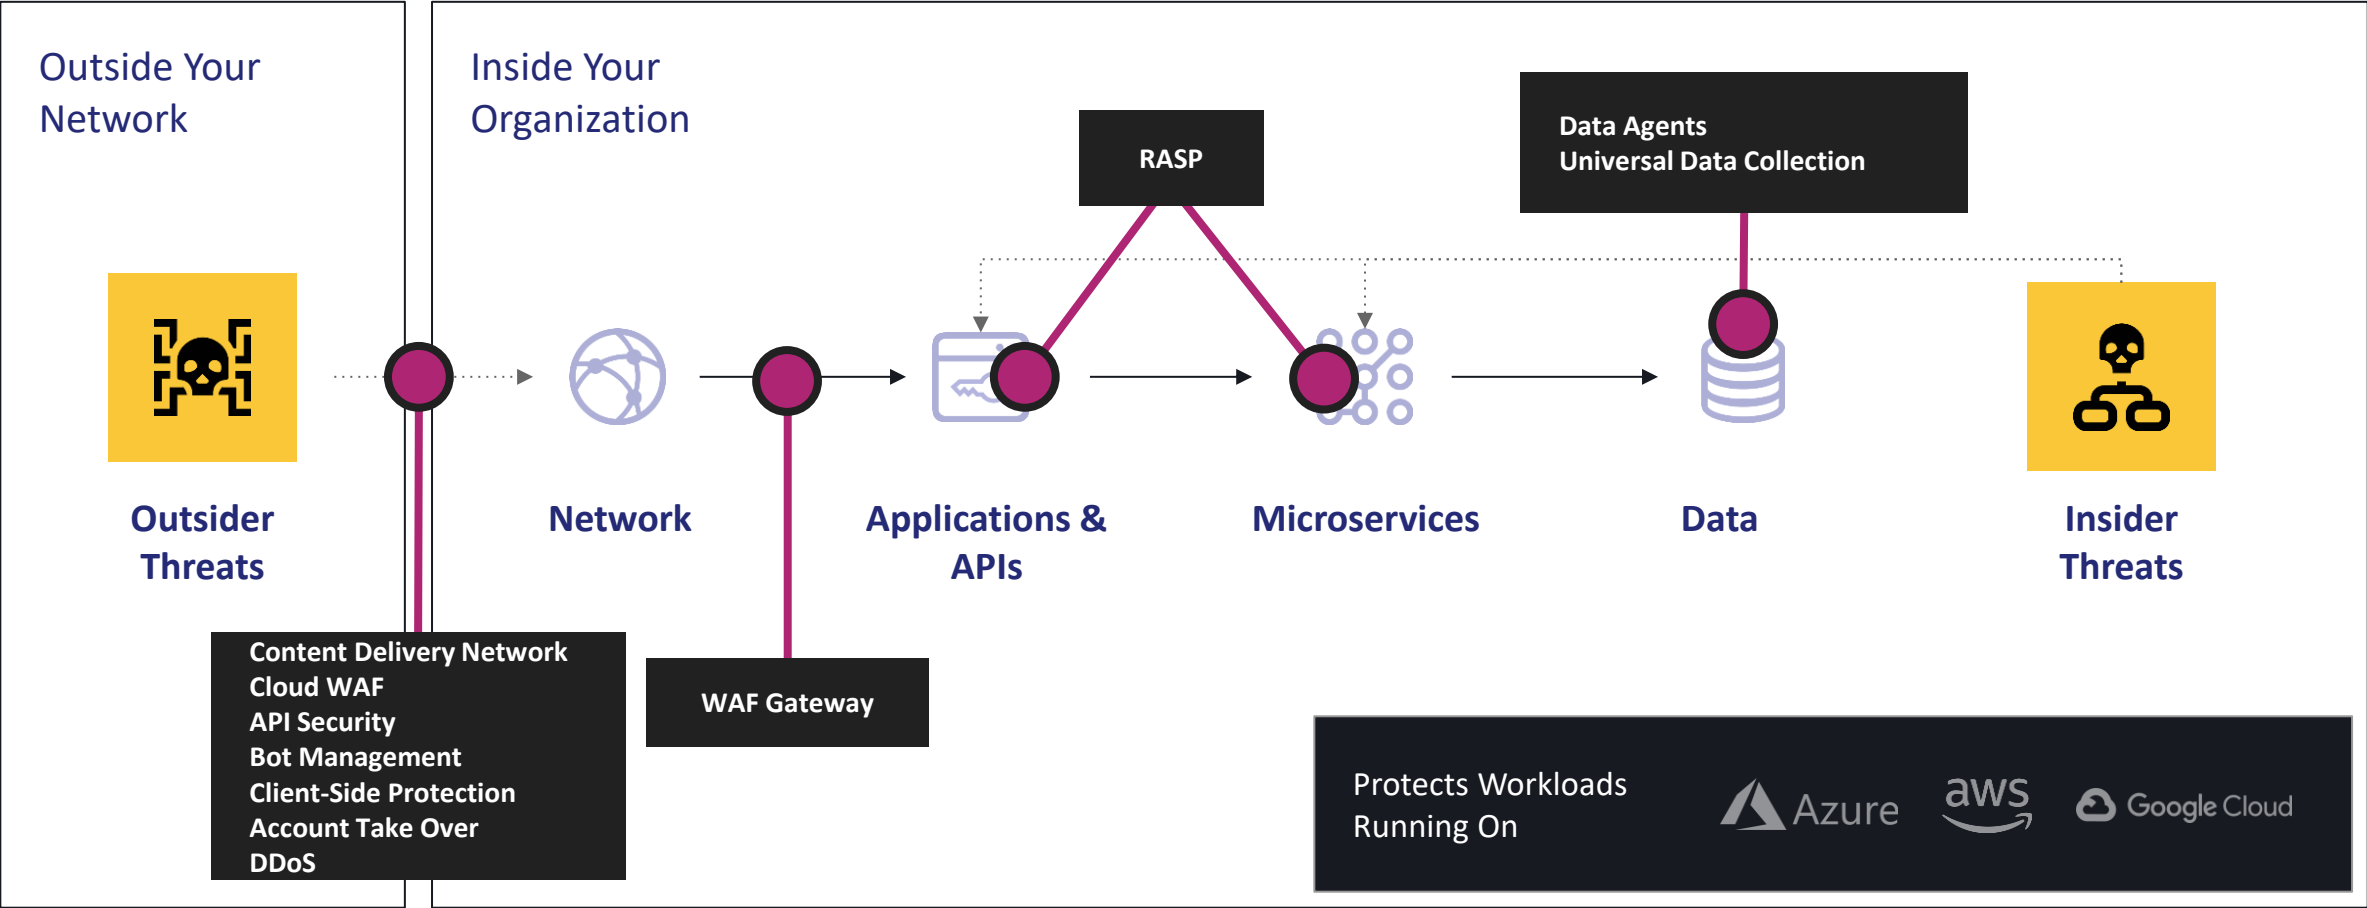 Outside Your
Network
Inside Your
Organization
RASP
Data Agents
Universal Data Collection
Outsider
Threats
Network
Applications &
APIs
Microservices
Data
Insider
Threats
Content Delivery Network
Cloud WAF
API Security
Bot Management
Client-Side Protection
Account Take Over
DDoS
WAF Gateway
Protects Workloads
Running On
Azure
aws
Google Cloud